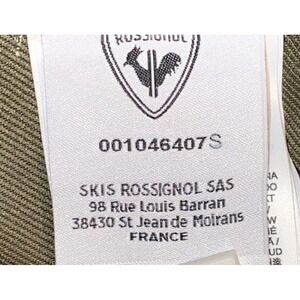 ROSSIGNOL
001046407S
SKIS ROSSIGNOL SAS
98 Rue Louis Barran
38430 St Jean de Moirans
FRANCE